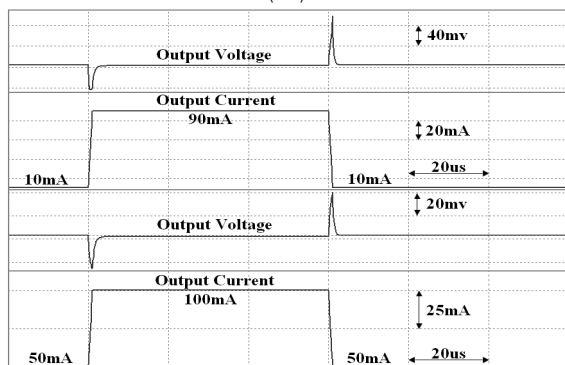 40mv
Output Voltage
Output Current
90mA
20mA
20us
10mA
10mA
20mv
Output Voltage
Output Current
100mA
25mA
20us
50mA
50mA